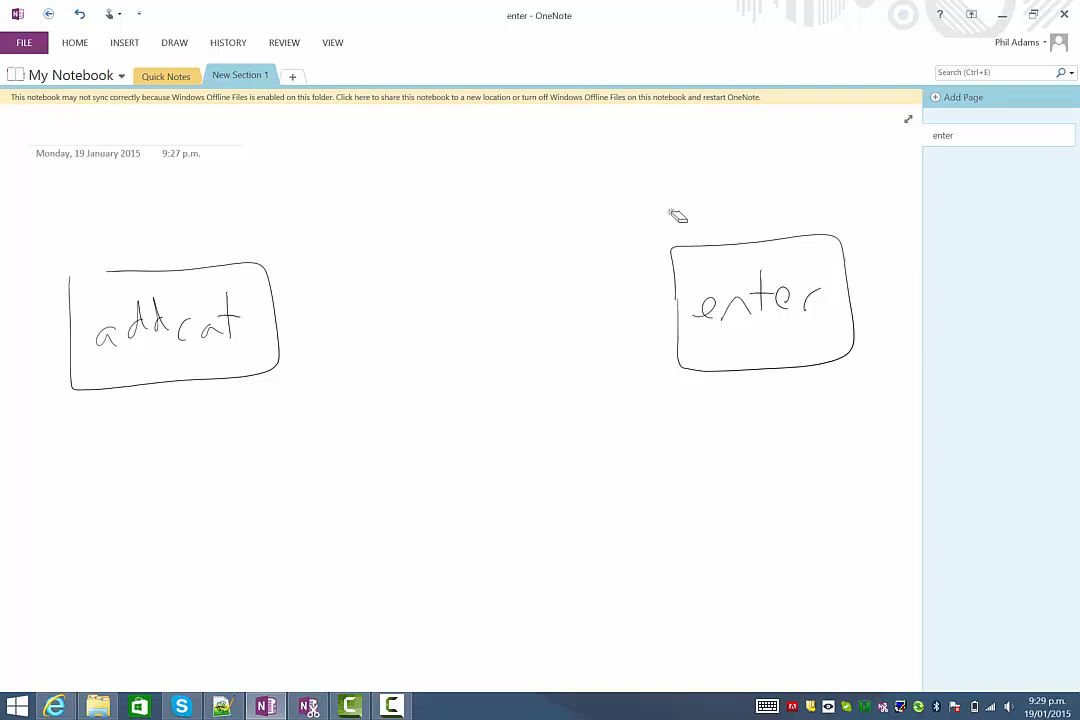 enter - OneNote
?
FILE HOME INSERT DRAW HISTORY REVIEW VIEW
Phil Adams
My Notebook Quick Notes New Section 1 +
Search (Ctrl+E)
This notebook may not sync correctly because Windows Offline Files is enabled on this folder. Click here to share this notebook to a new location or turn off Windows Offline Files on this notebook and restart OneNote.
Add Page
enter
Monday, 19 January 2015 9:27 p.m.
addcat
enter
9:29 p.m.
19/01/2015